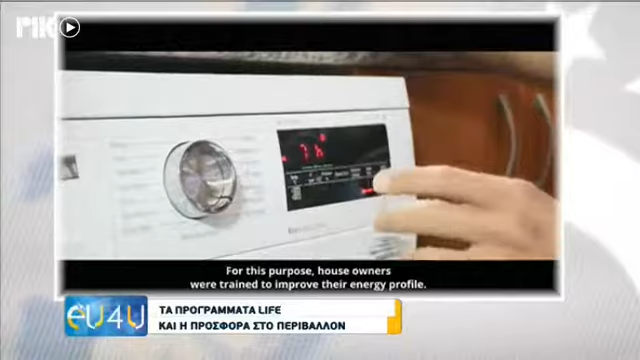 ΡΙΚ
For this purpose, house owners
were trained to improve their energy profile.
eU4U
ΤΑ ΠΡΟΓΡΑΜΜΑΤΑ LIFE
ΚΑΙ Η ΠΡΟΣΦΟΡΑ ΣΤΟ ΠΕΡΙΒΑΛΛΟΝ